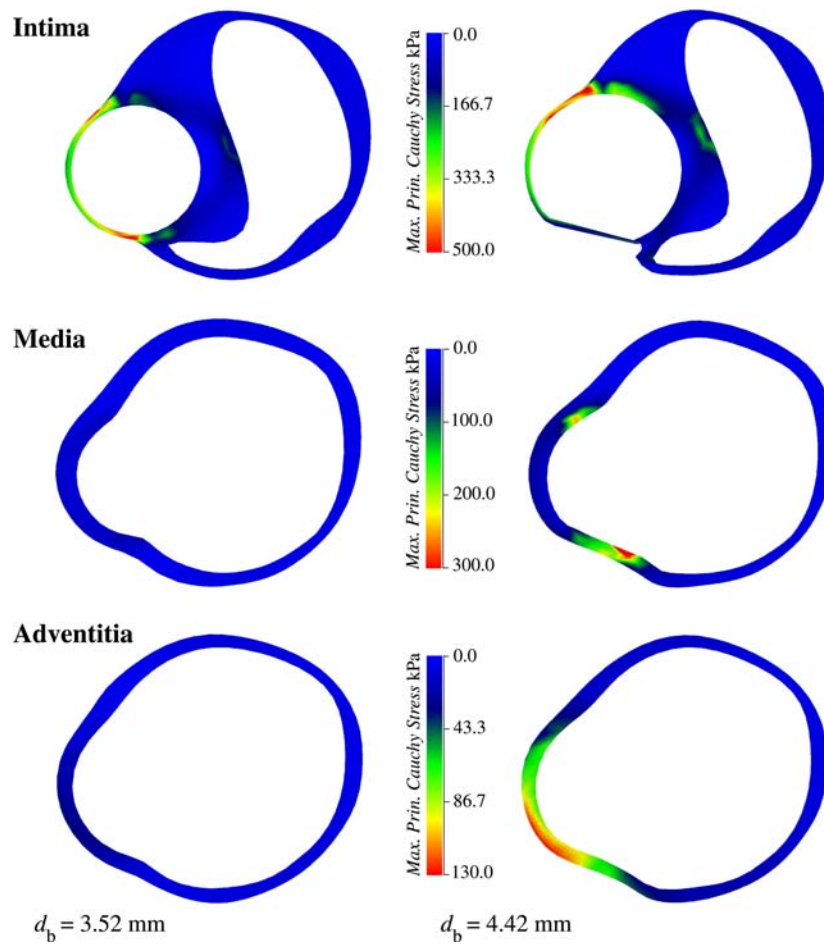 Intima
Max. Prin. Cauchy Stress kPa
0.0
166.7
333.3
500.0
Media
Max. Prin. Cauchy Stress kPa
0.0
100.0
200.0
300.0
Adventitia
Max. Prin. Cauchy Stress kPa
0.0
43.3
86.7
130.0
d_b = 3.52 mm
d_b = 4.42 mm